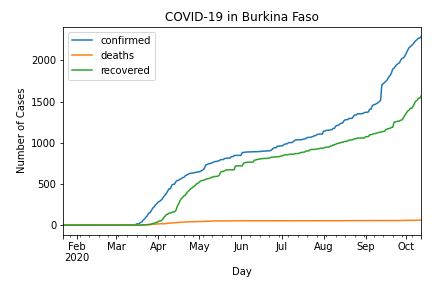 COVID-19 in Burkina Faso
confirmed
deaths
recovered
Number of Cases
2000
1500
1000
500
0
Feb Mar Apr May Jun Jul Aug Sep Oct
2020
Day